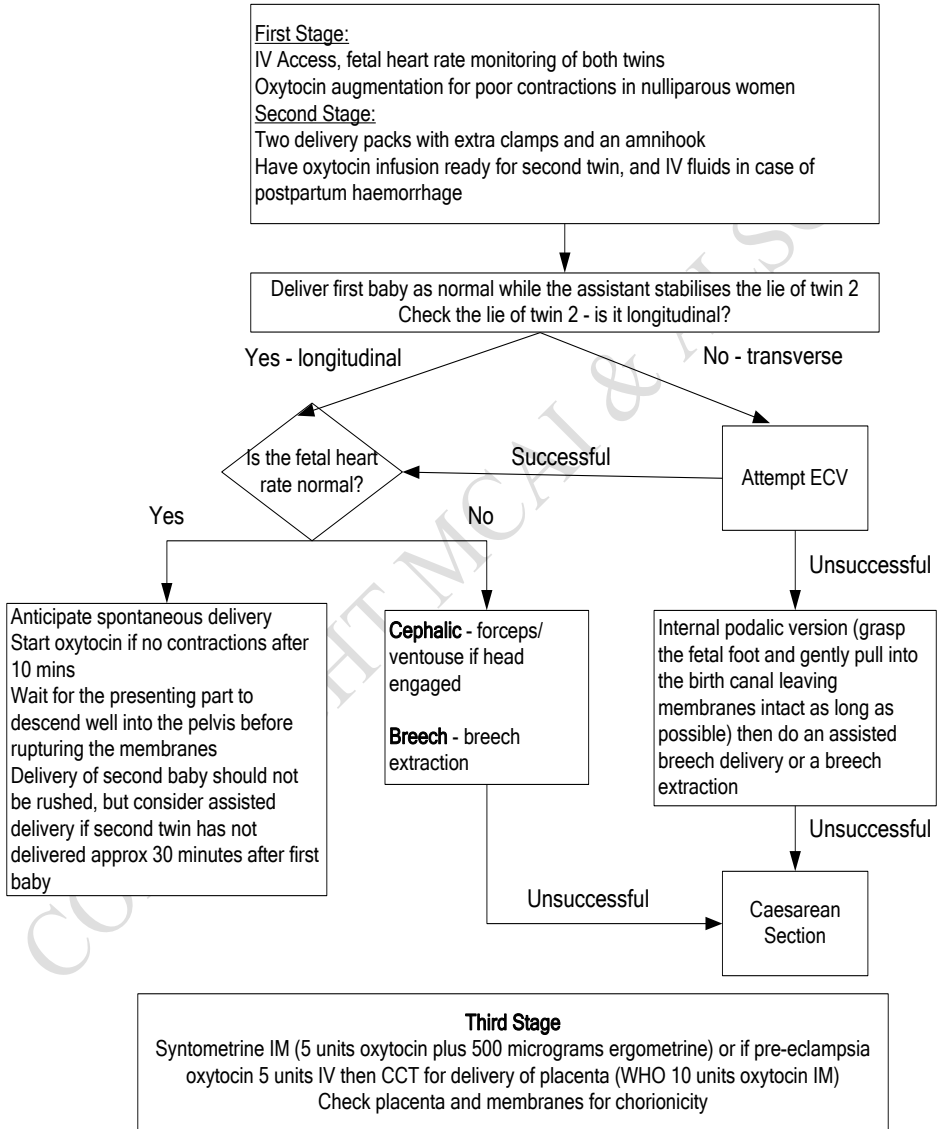 First Stage:
IV Access, fetal heart rate monitoring of both twins
Oxytocin augmentation for poor contractions in nulliparous women
Second Stage:
Two delivery packs with extra clamps and an amnihook
Have oxytocin infusion ready for second twin, and IV fluids in case of
postpartum haemorrhage
Deliver first baby as normal while the assistant stabilises the lie of twin 2
Check the lie of twin 2 - is it longitudinal?
Yes - longitudinal
No - transverse
Is the fetal heart
rate normal?
Successful
Attempt ECV
Yes
No
Unsuccessful
Anticipate spontaneous delivery
Start oxytocin if no contractions after
10 mins
Wait for the presenting part to
descend well into the pelvis before
rupturing the membranes
Delivery of second baby should not
be rushed, but consider assisted
delivery if second twin has not
delivered approx 30 minutes after first
baby
Cephalic - forceps/
ventouse if head
engaged
Breech - breech
extraction
Internal podalic version (grasp
the fetal foot and gently pull into
the birth canal leaving
membranes intact as long as
possible) then do an assisted
breech delivery or a breech
extraction
Unsuccessful
Unsuccessful
Caesarean
Section
Third Stage
Syntometrine IM (5 units oxytocin plus 500 micrograms ergometrine) or if pre-eclampsia
oxytocin 5 units IV then CCT for delivery of placenta (WHO 10 units oxytocin IM)
Check placenta and membranes for chorionicity